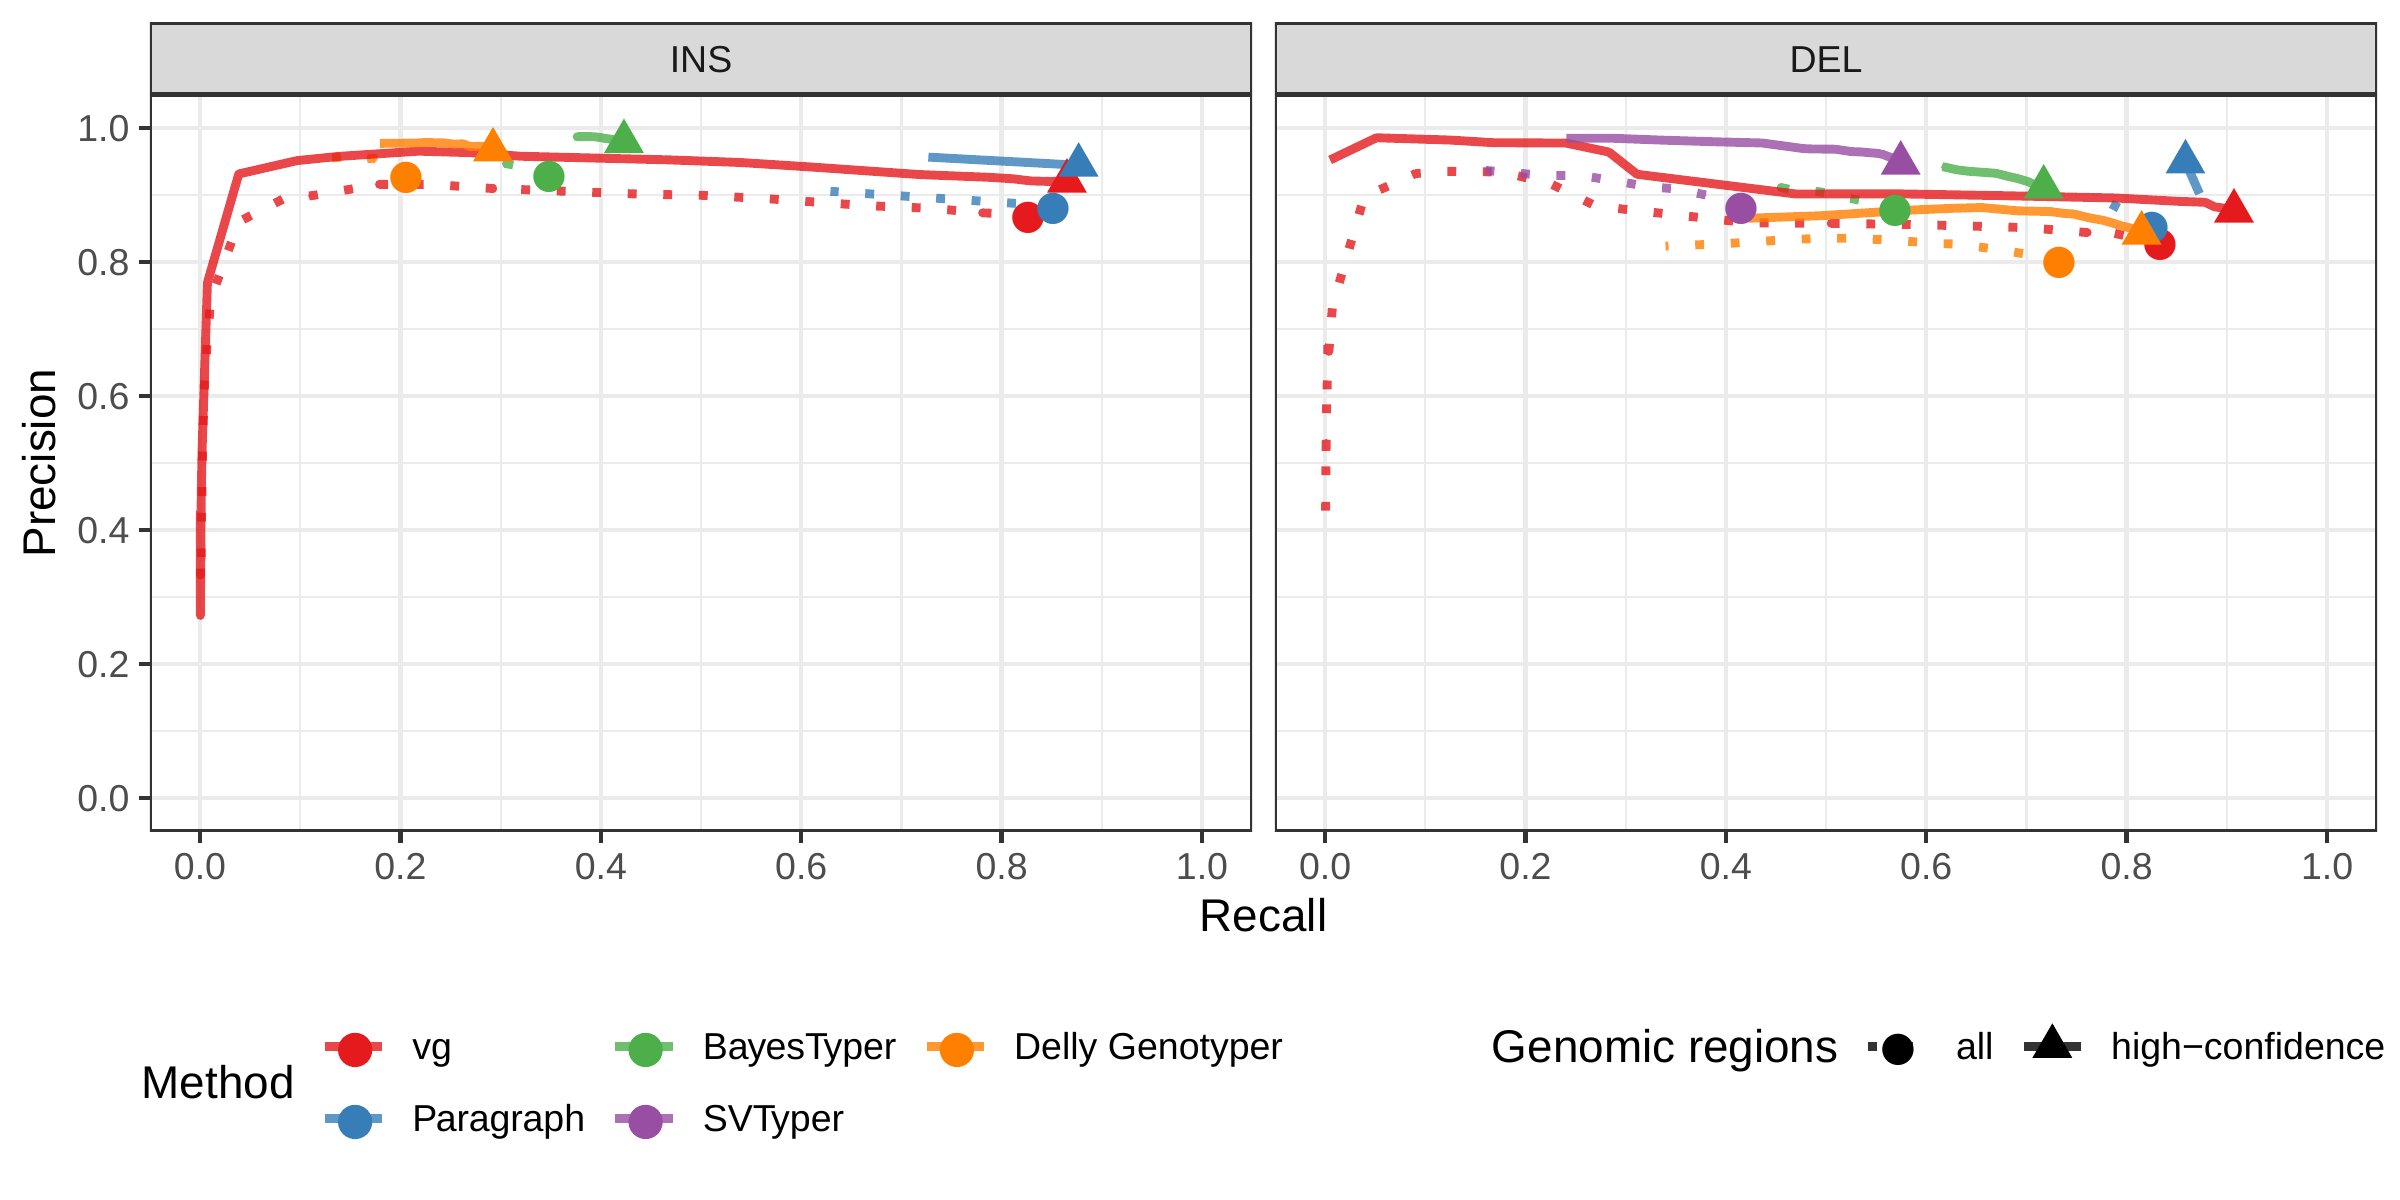 INS DEL
1.0
0.8
0.6
0.4
0.2
0.0
Precision
0.0 0.2 0.4 0.6 0.8 1.0 0.0 0.2 0.4 0.6 0.8 1.0
Recall
Method
vg BayesTyper Delly Genotyper
Paragraph SVTyper
Genomic regions all high−confidence